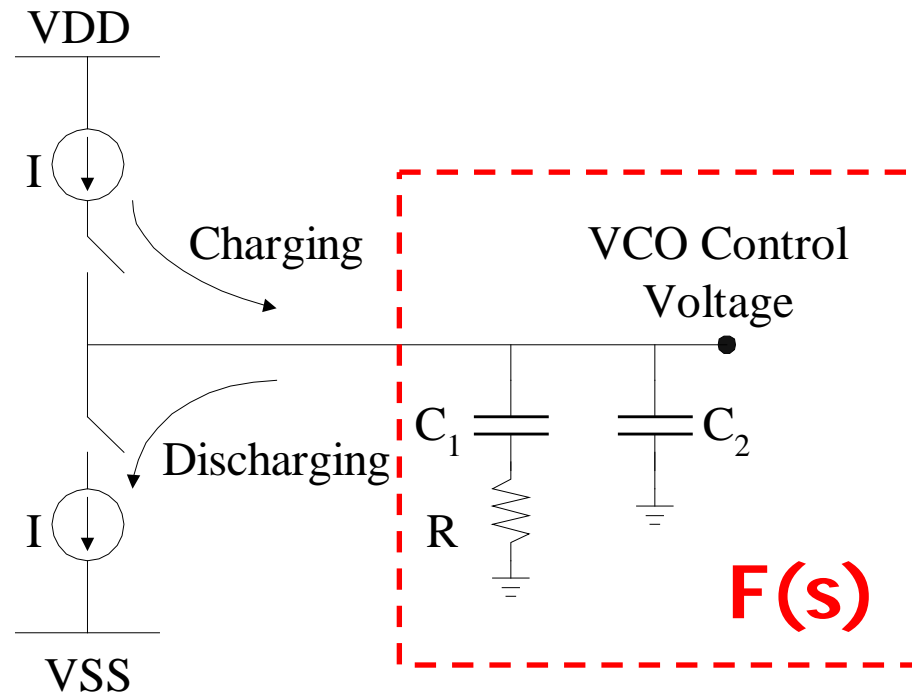 VDD
I
Charging
VCO Control
Voltage
C₁
C₂
Discharging
I
R
F(s)
VSS